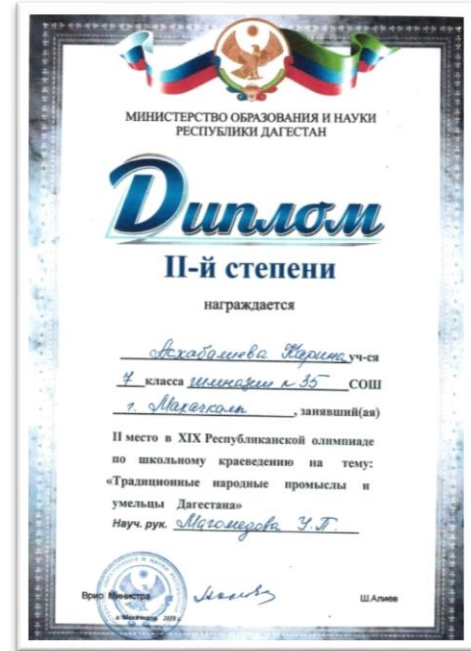 МИНИСТЕРСТВО ОБРАЗОВАНИЯ И НАУКИ
РЕСПУБЛИКИ ДАГЕСТАН
Диплом
II-й степени
награждается
Асхабалиева Карина уч-ся
7 класса гимназии № 35 СОШ
г. Махачкалы, занявший(ая)
II место в XIX Республиканской олимпиаде
по школьному краеведению на тему:
«Традиционные народные промыслы и
умельцы Дагестана»
Науч. рук. Магомедова У.П.
Врио Министра Ш.Алиев
г. Махачкала